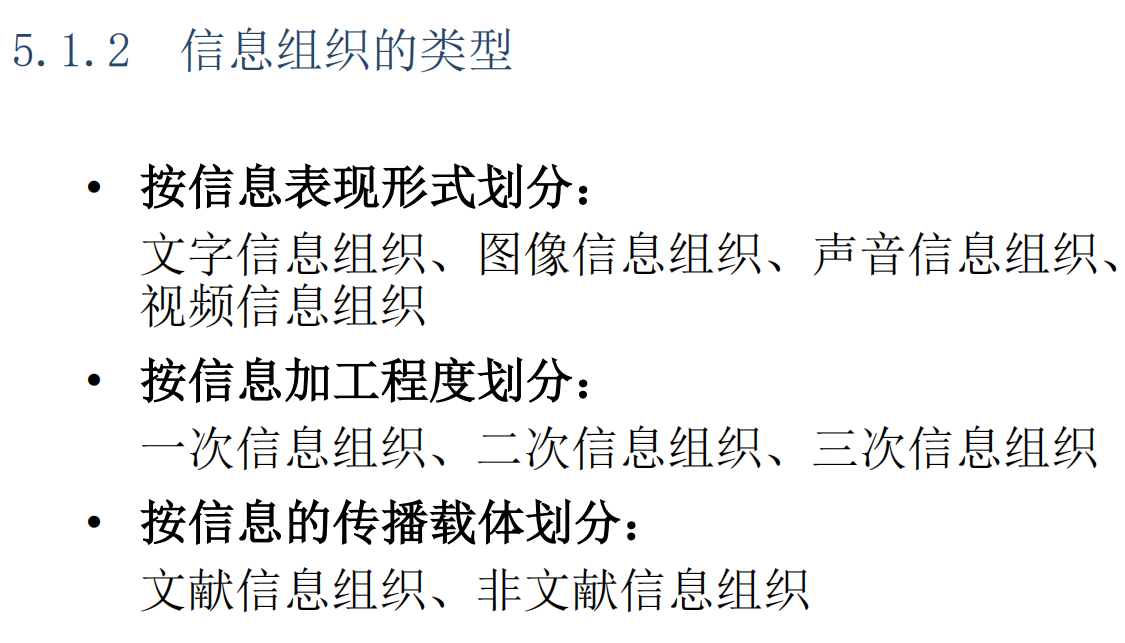 5.1.2 信息组织的类型
• 按信息表现形式划分：
文字信息组织、图像信息组织、声音信息组织、
视频信息组织
• 按信息加工程度划分：
一次信息组织、二次信息组织、三次信息组织
• 按信息的传播载体划分：
文献信息组织、非文献信息组织